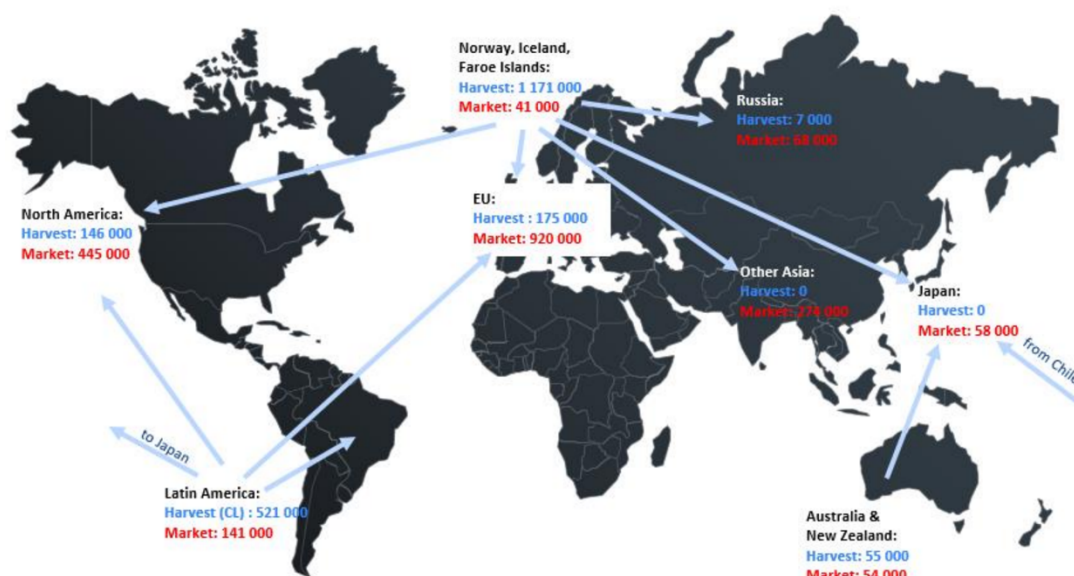 Norway, Iceland,
Faroe Islands:
Harvest: 1 171 000
Market: 41 000
Russia:
Harvest: 7 000
Market: 68 000
North America:
Harvest: 146 000
Market: 445 000
EU:
Harvest : 175 000
Market: 920 000
Other Asia:
Harvest: 0
Market: 274 000
Japan:
Harvest: 0
Market: 58 000
from Chile
to Japan
Latin America:
Harvest (CL) : 521 000
Market: 141 000
Australia &
New Zealand:
Harvest: 55 000
Market: 54 000